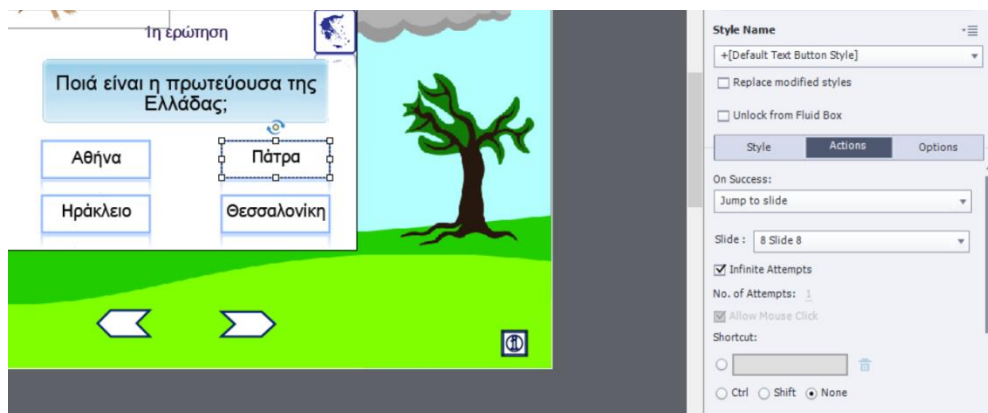 1η ερώτηση
Ποιά είναι η πρωτεύουσα της
Ελλάδας;
Αθήνα
Πάτρα
Ηράκλειο
Θεσσαλονίκη
Style Name
+[Default Text Button Style]
Replace modified styles
Unlock from Fluid Box
Style Actions Options
On Success:
Jump to slide
Slide : 8 Slide 8
Infinite Attempts
No. of Attempts: 1
Allow Mouse Click
Shortcut:
Ctrl Shift None